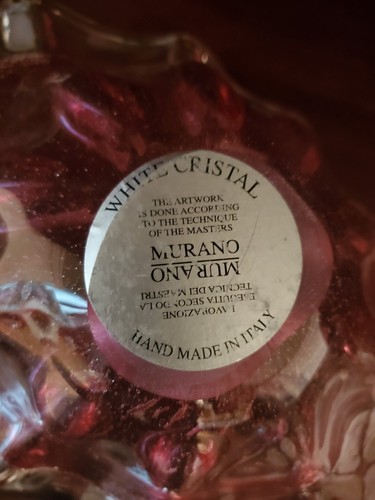 WHITE CRISTAL
THE ARTWORK
IS DONE ACCORDING
TO THE TECHNIQUE
OF THE MASTERS
MURANO
MURANO
LAVORAZIONE
ESEGUITA SECONDO LA
TECNICA DEI MAESTRI
HAND MADE IN ITALY